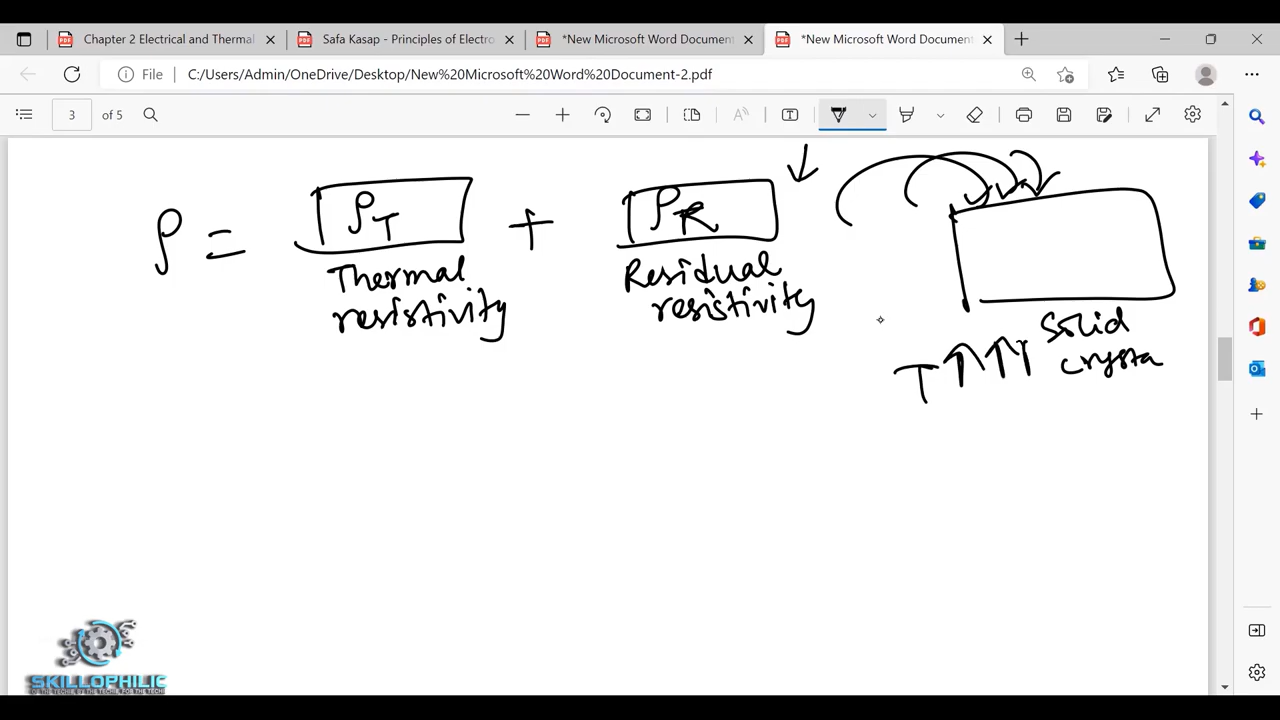 Chapter 2 Electrical and Thermal
Safa Kasap - Principles of Electro
*New Microsoft Word Document
*New Microsoft Word Document
File
C:/Users/Admin/OneDrive/Desktop/New%20Microsoft%20Word%20Document-2.pdf
3 of 5
ρ = ρT + ρR
Thermal
resistivity
Residual
resistivity
Solid
crysta
T ↑↑↑
SKILLOPHILIC